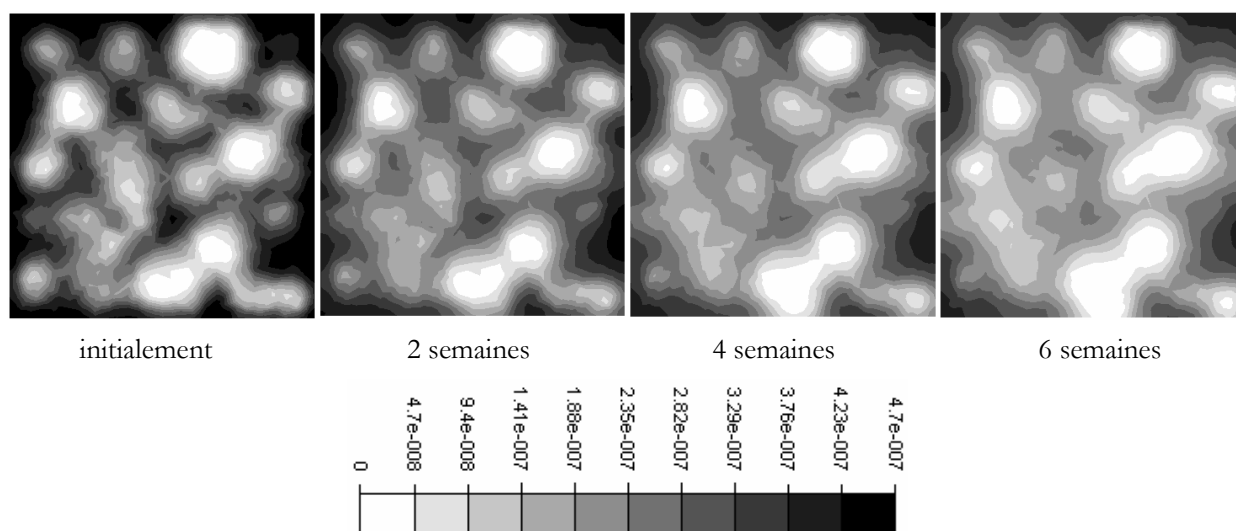 initialement
2 semaines
4 semaines
6 semaines
0
4.7e-008
9.4e-008
1.41e-007
1.88e-007
2.35e-007
2.82e-007
3.29e-007
3.76e-007
4.23e-007
4.7e-007